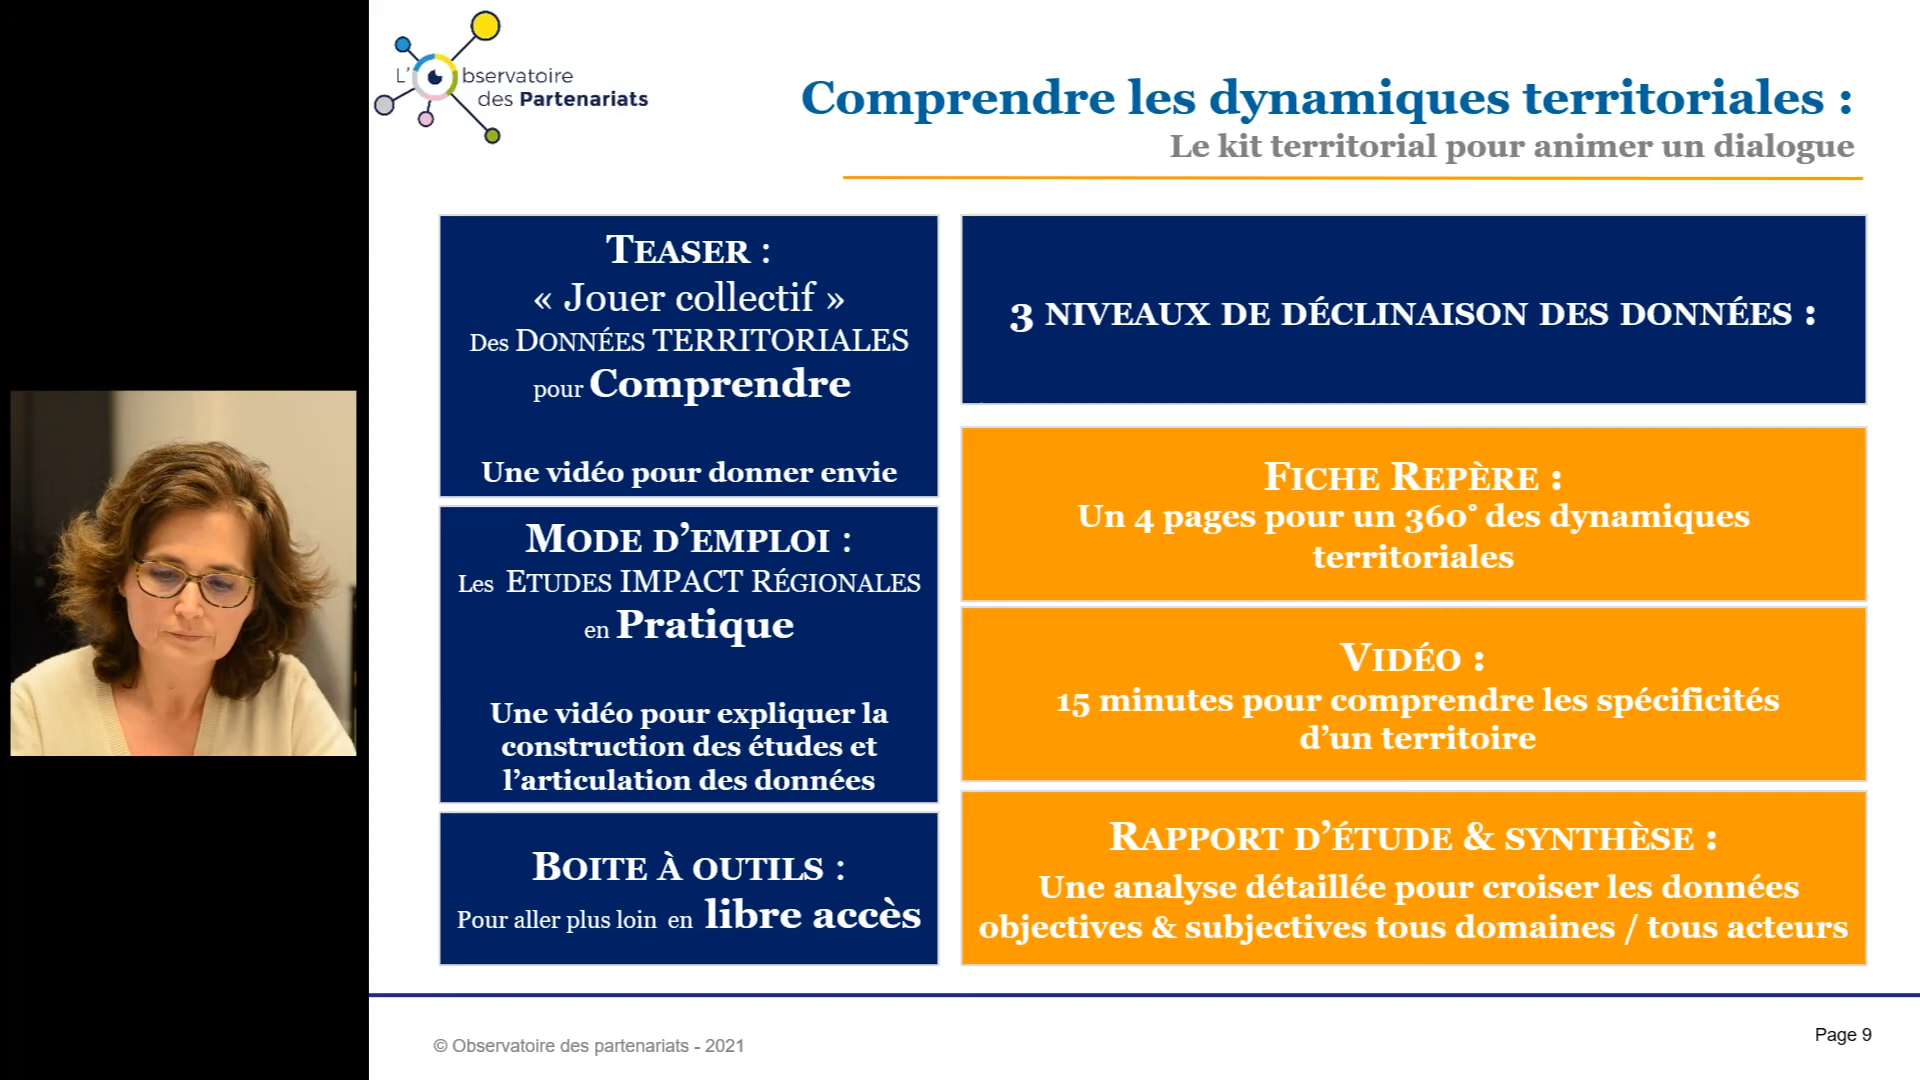 L'Observatoire
des Partenariats
Comprendre les dynamiques territoriales :
Le kit territorial pour animer un dialogue
TEASER :
« Jouer collectif »
Des DONNÉES TERRITORIALES
pour Comprendre
Une vidéo pour donner envie
MODE D’EMPLOI :
Les ETUDES IMPACT RÉGIONALES
en Pratique
Une vidéo pour expliquer la
construction des études et
l’articulation des données
BOITE À OUTILS :
Pour aller plus loin en libre accès
3 NIVEAUX DE DÉCLINAISON DES DONNÉES :
FICHE REPÈRE :
Un 4 pages pour un 360° des dynamiques
territoriales
VIDÉO :
15 minutes pour comprendre les spécificités
d’un territoire
RAPPORT D’ÉTUDE & SYNTHÈSE :
Une analyse détaillée pour croiser les données
objectives & subjectives tous domaines / tous acteurs
© Observatoire des partenariats - 2021
Page 9